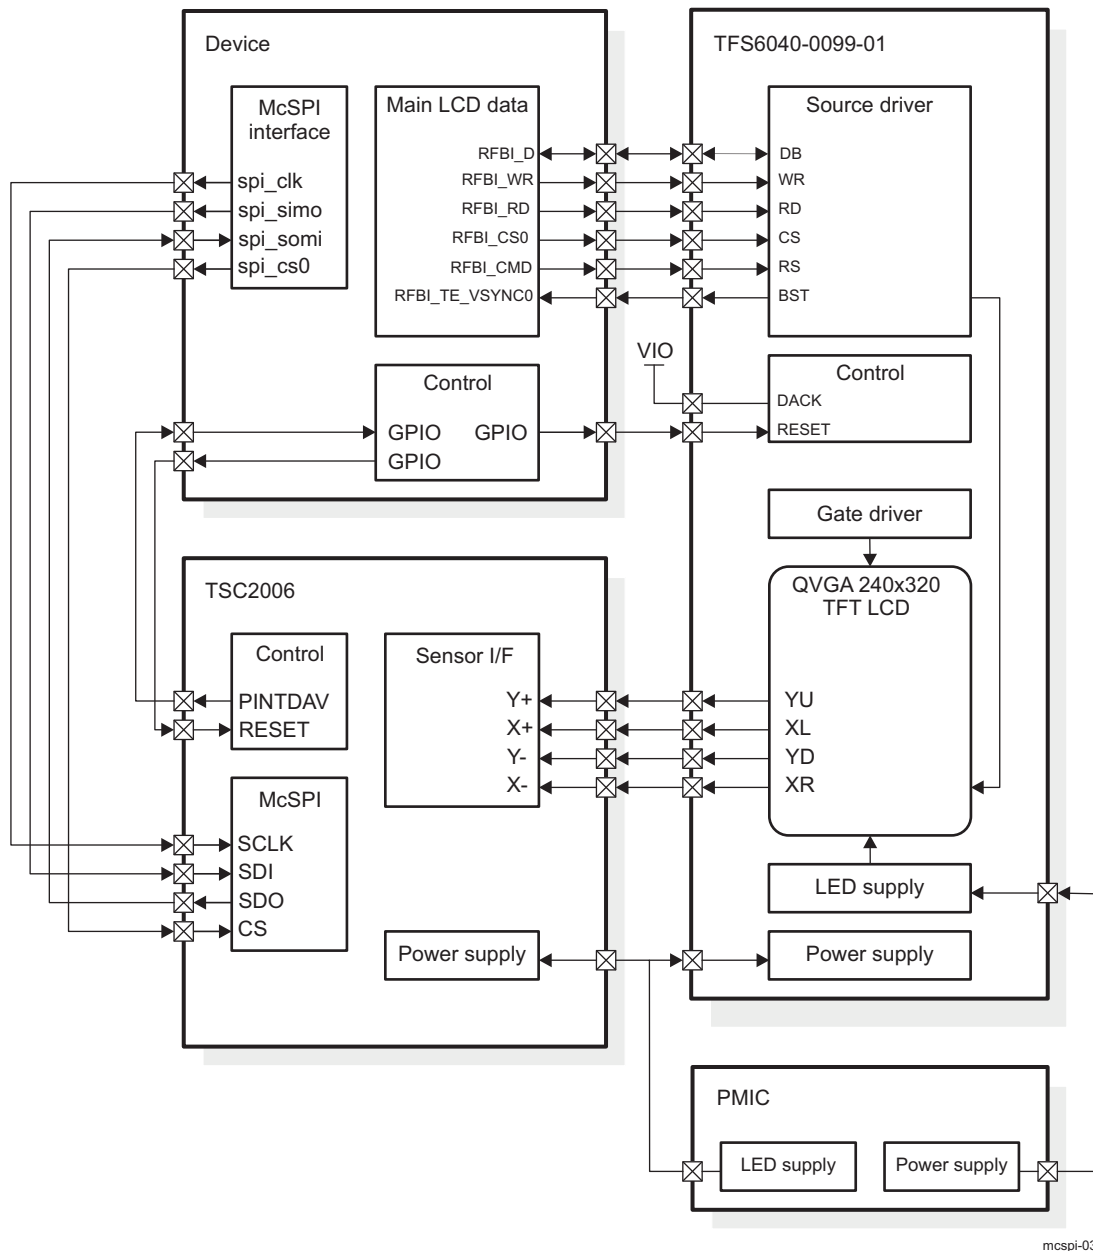 Device
McSPI
interface
spi_clk
spi_simo
spi_somi
spi_cs0
Main LCD data
RFBI_D
RFBI_WR
RFBI_RD
RFBI_CS0
RFBI_CMD
RFBI_TE_VSYNC0
Control
GPIO GPIO
GPIO
TFS6040-0099-01
Source driver
DB
WR
RD
CS
RS
BST
VIO
Control
DACK
RESET
Gate driver
QVGA 240x320
TFT LCD
YU
XL
YD
XR
LED supply
Power supply
TSC2006
Control
PINTDAV
RESET
Sensor I/F
Y+
X+
Y-
X-
McSPI
SCLK
SDI
SDO
CS
Power supply
PMIC
LED supply
Power supply